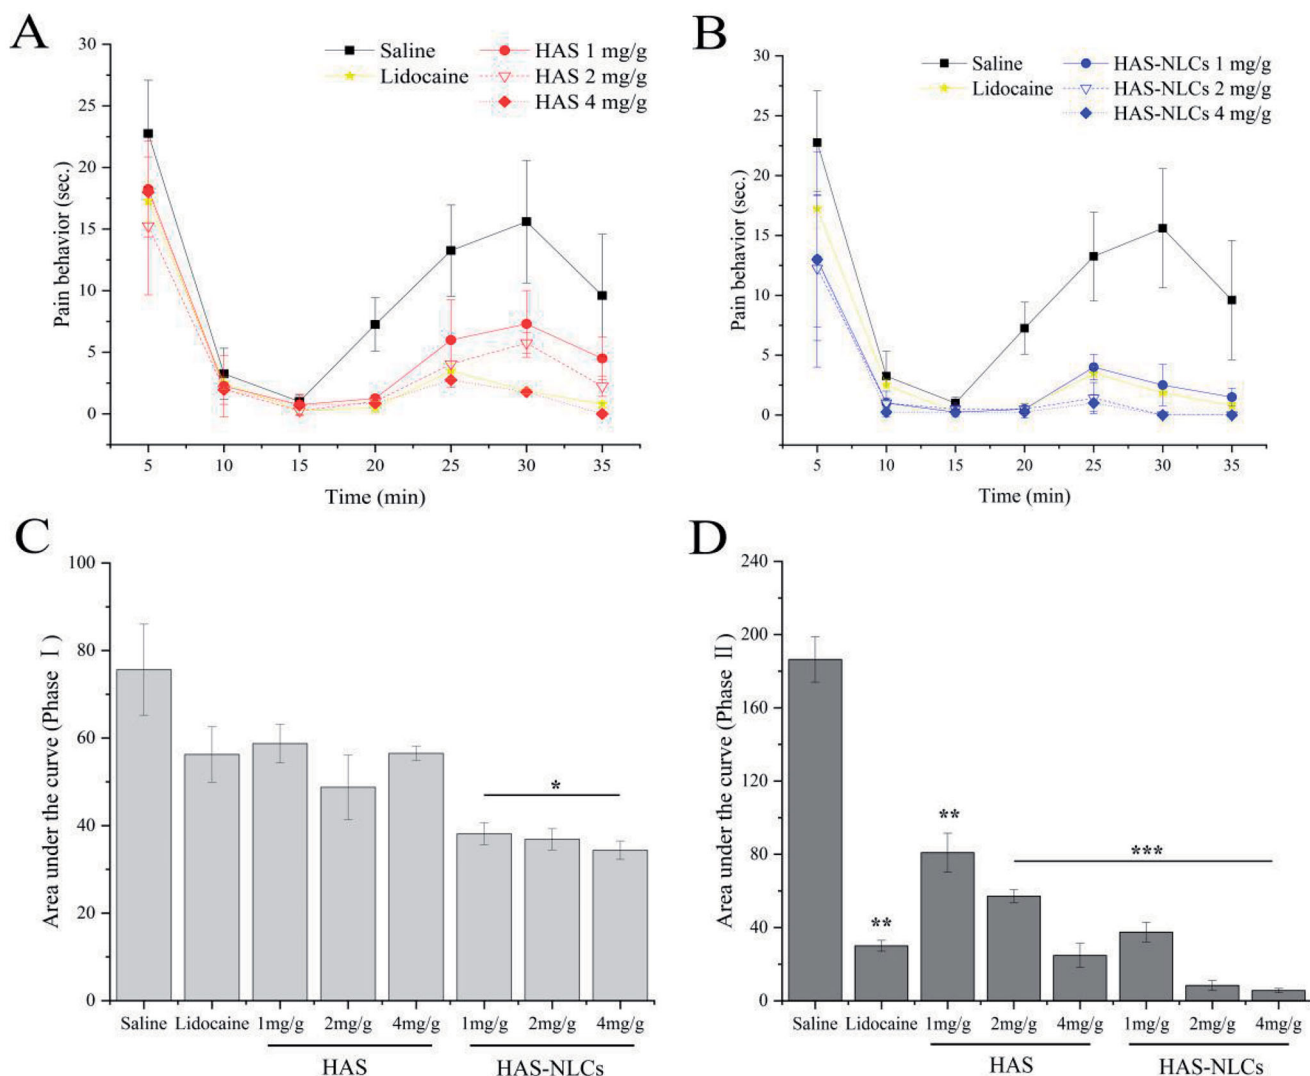 A
Saline
Lidocaine
HAS 1 mg/g
HAS 2 mg/g
HAS 4 mg/g
Pain behavior (sec.)
30
25
20
15
10
5
0
5 10 15 20 25 30 35
Time (min)
B
Saline
Lidocaine
HAS-NLCs 1 mg/g
HAS-NLCs 2 mg/g
HAS-NLCs 4 mg/g
Pain behavior (sec.)
30
25
20
15
10
5
0
5 10 15 20 25 30 35
Time (min)
C
Area under the curve (Phase Ⅰ)
100
80
60
40
20
0
*
Saline Lidocaine 1mg/g 2mg/g 4mg/g 1mg/g 2mg/g 4mg/g
HAS HAS-NLCs
D
Area under the curve (Phase Ⅱ)
240
200
160
120
80
40
0
**
**
***
Saline Lidocaine 1mg/g 2mg/g 4mg/g 1mg/g 2mg/g 4mg/g
HAS HAS-NLCs